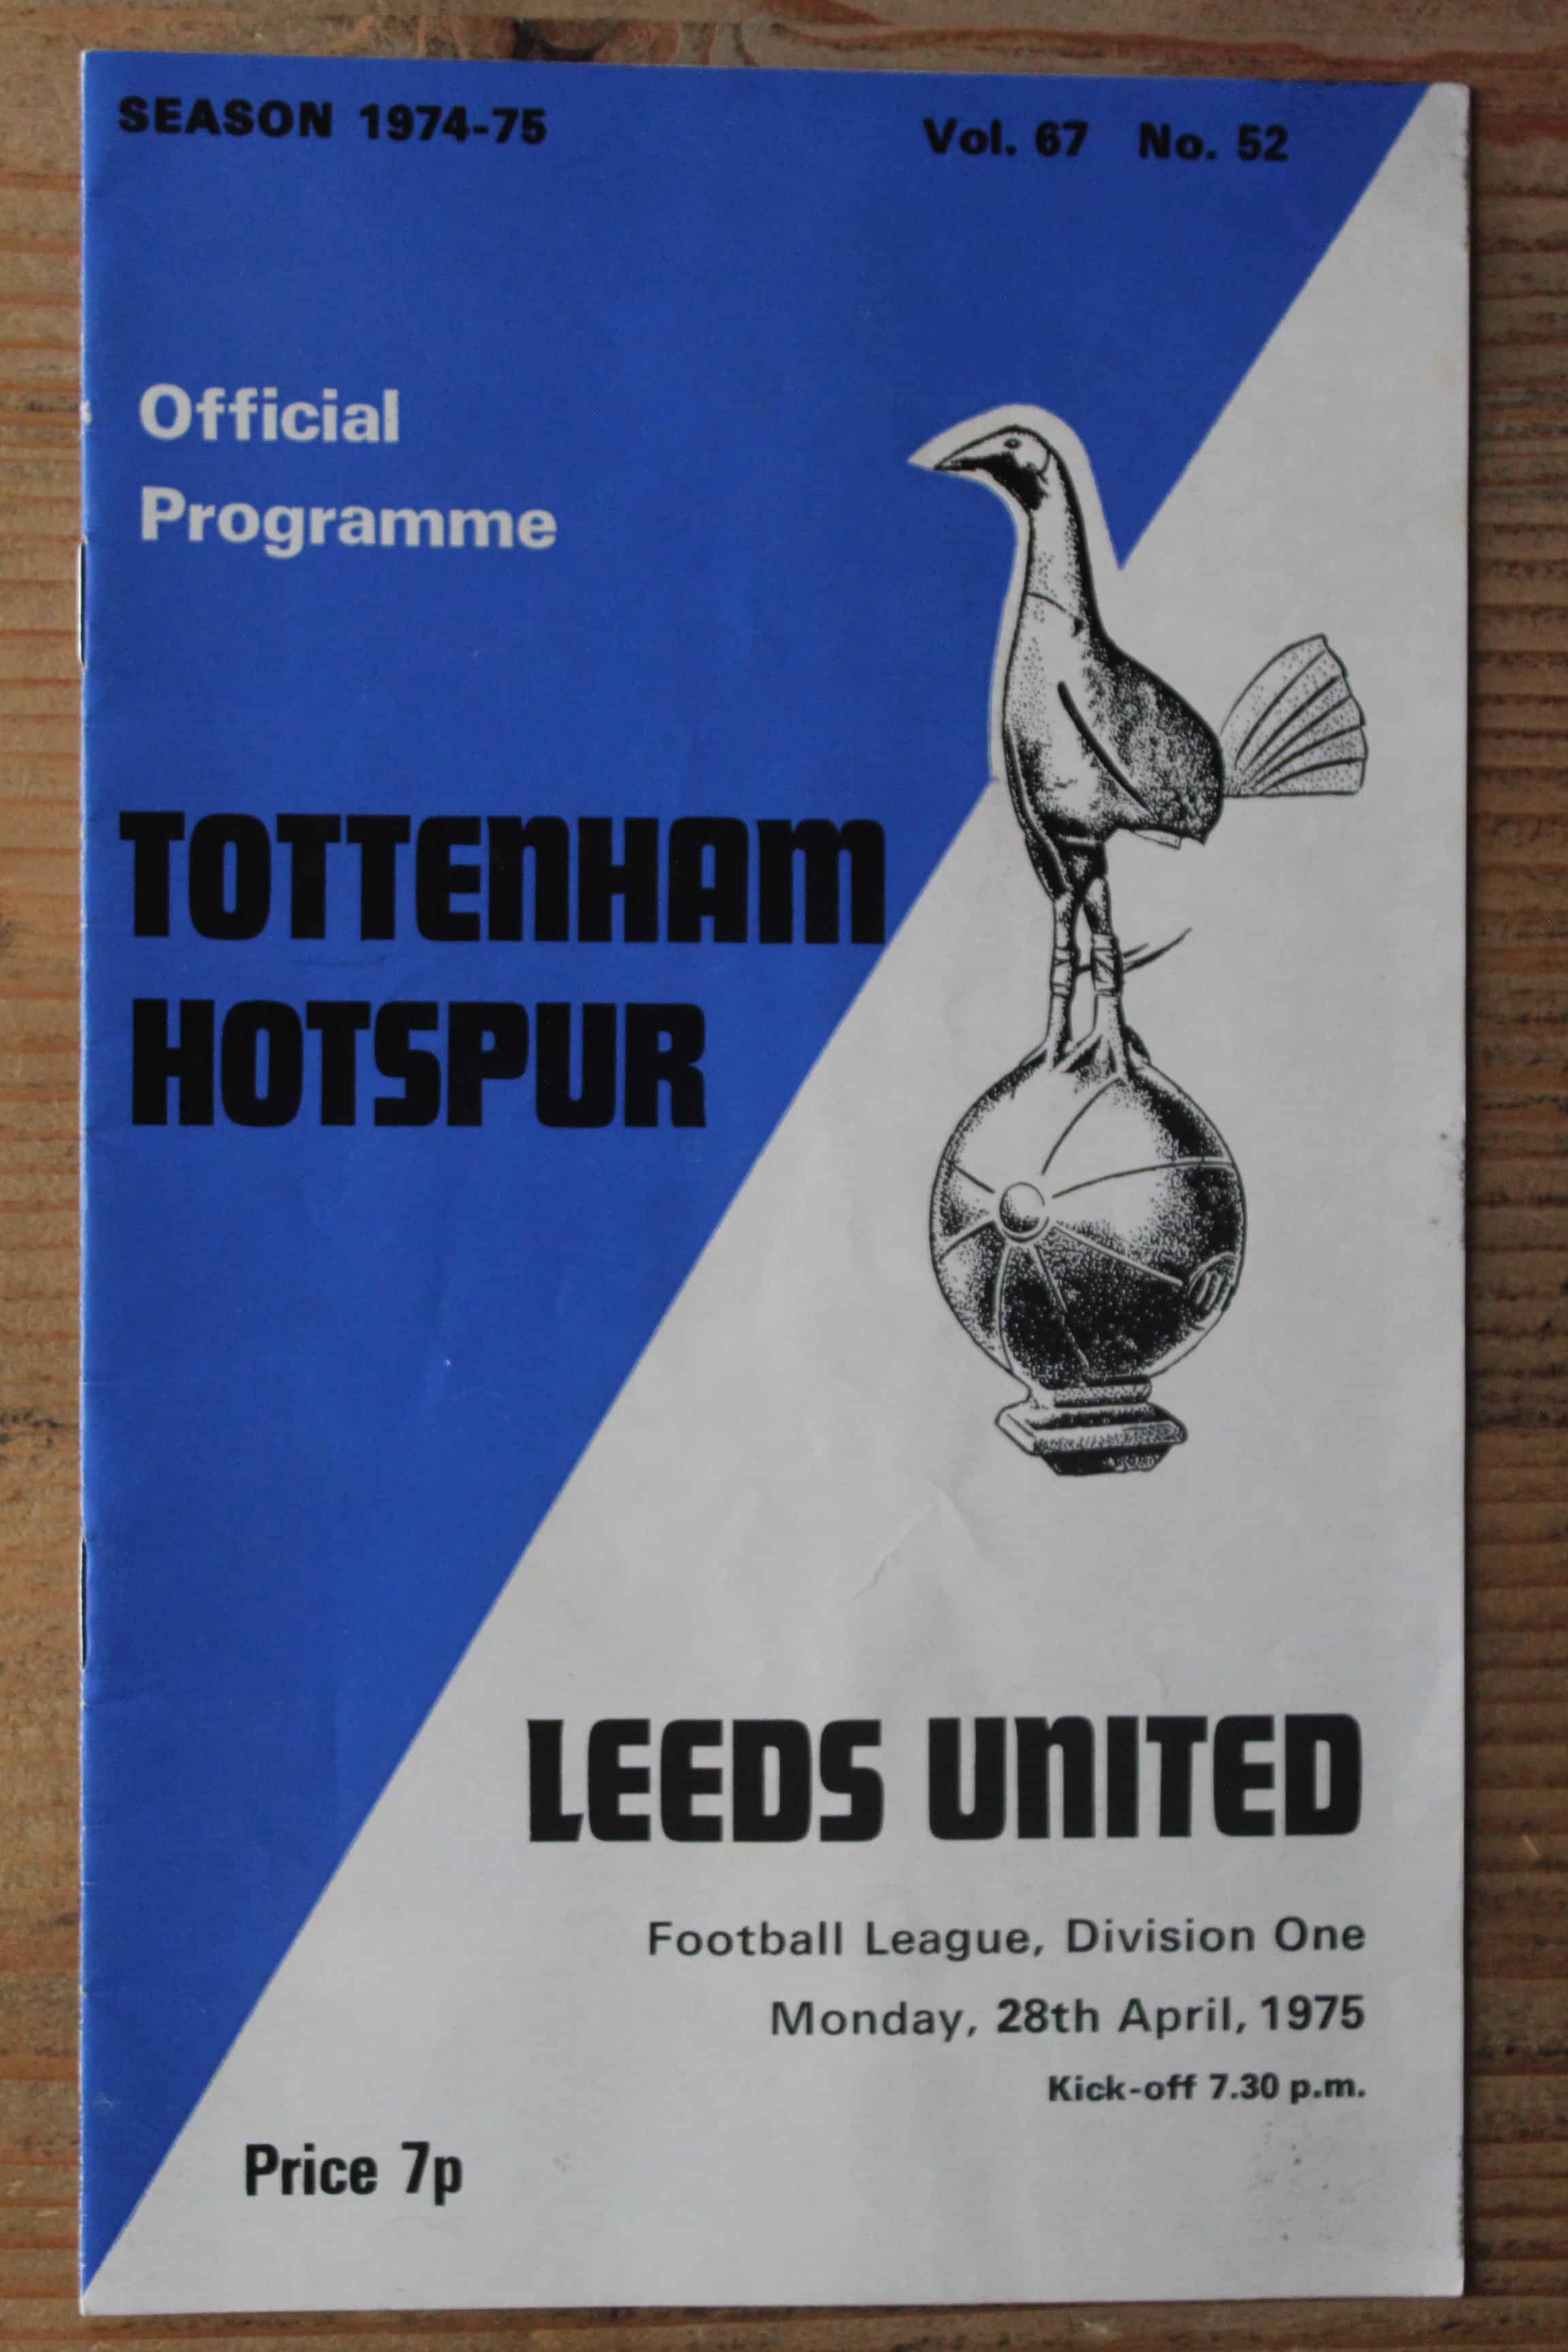 SEASON 1974-75
Vol. 67 No. 52
Official
Programme
TOTTENHAM
HOTSPUR
LEEDS UNITED
Football League, Division One
Monday, 28th April, 1975
Kick-off 7.30 p.m.
Price 7p